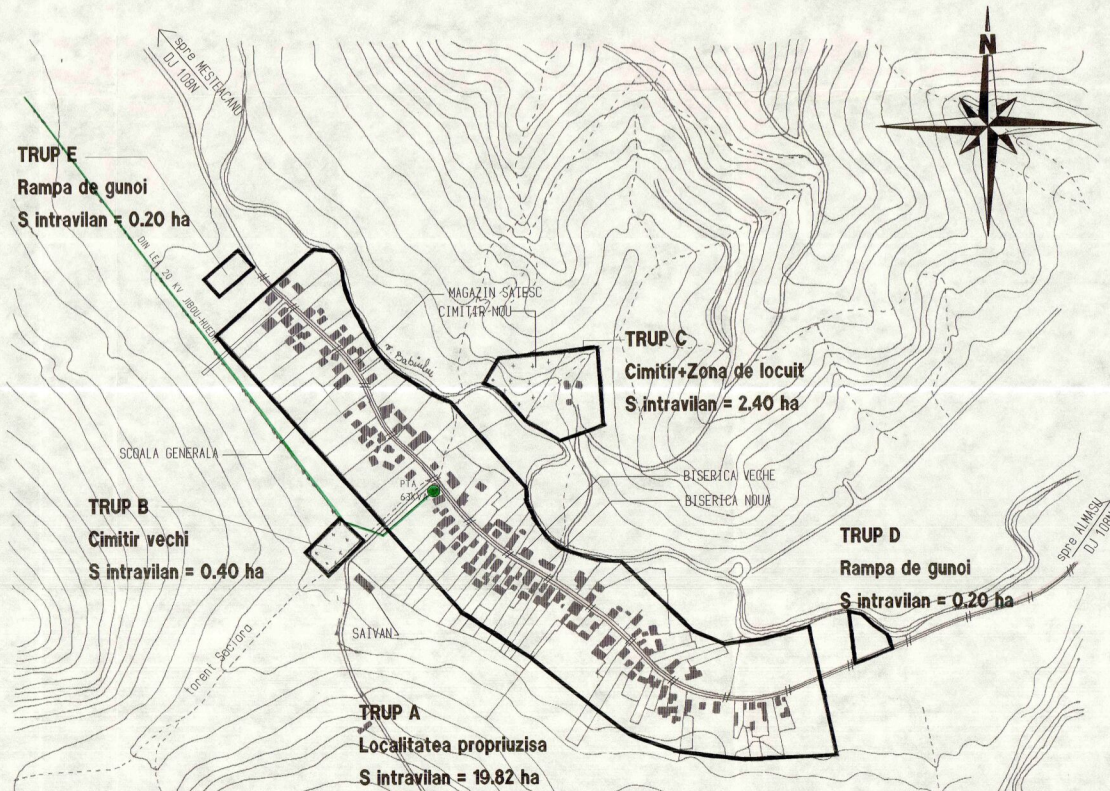 N
spre MESTEACANU
DJ 108N
TRUP E
Rampa de gunoi
S intravilan = 0.20 ha
DIN LEA 20 KV JIBOU-HUEDIN
MAGAZIN SATESC
CIMITIR NOU
r. Babiului
TRUP C
Cimitir+Zona de locuit
S intravilan = 2.40 ha
SCOALA GENERALA
PTA
63KVA
BISERICA VECHE
BISERICA NOUA
TRUP B
Cimitir vechi
S intravilan = 0.40 ha
TRUP D
Rampa de gunoi
S intravilan = 0.20 ha
spre ALMASU
DJ 108N
SAIVAN
torent
TRUP A
Localitatea propriuzisa
S intravilan = 19.82 ha